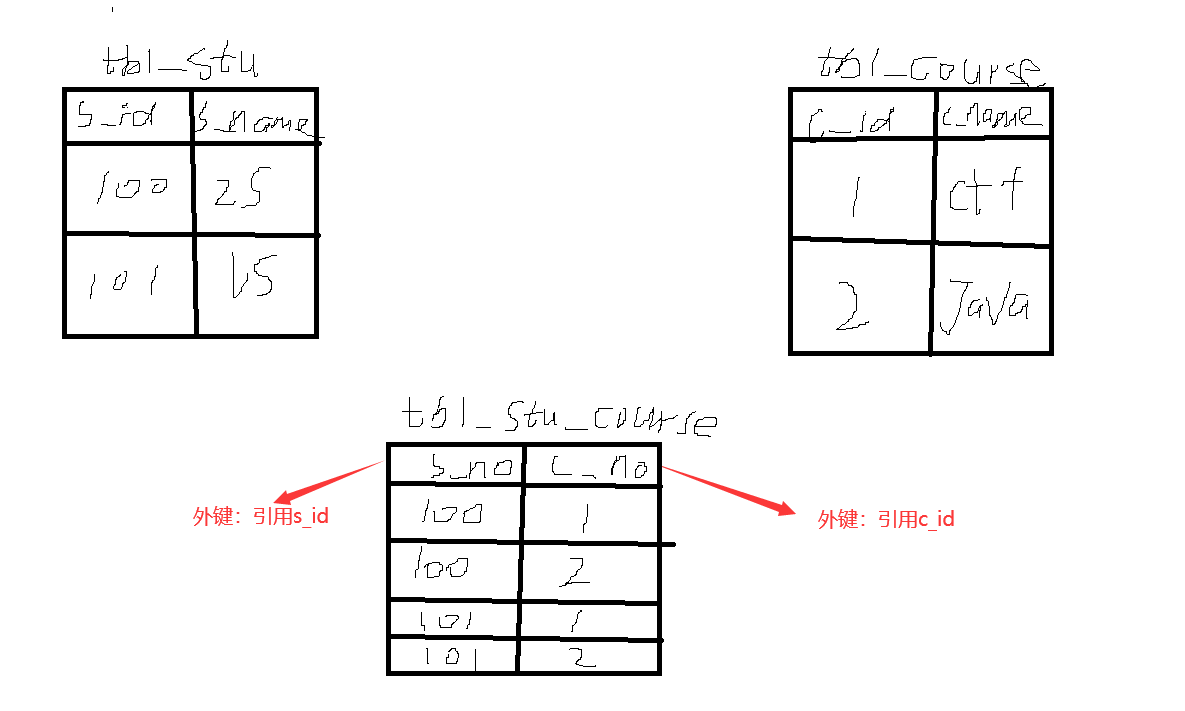 tbl_stu
s_id s_name
100 zs
101 ls
tbl_course
c_id c_name
1 c++
2 Java
tbl_stu_course
s_no c_no
100 1
100 2
101 1
101 2
外键：引用s_id
外键：引用c_id